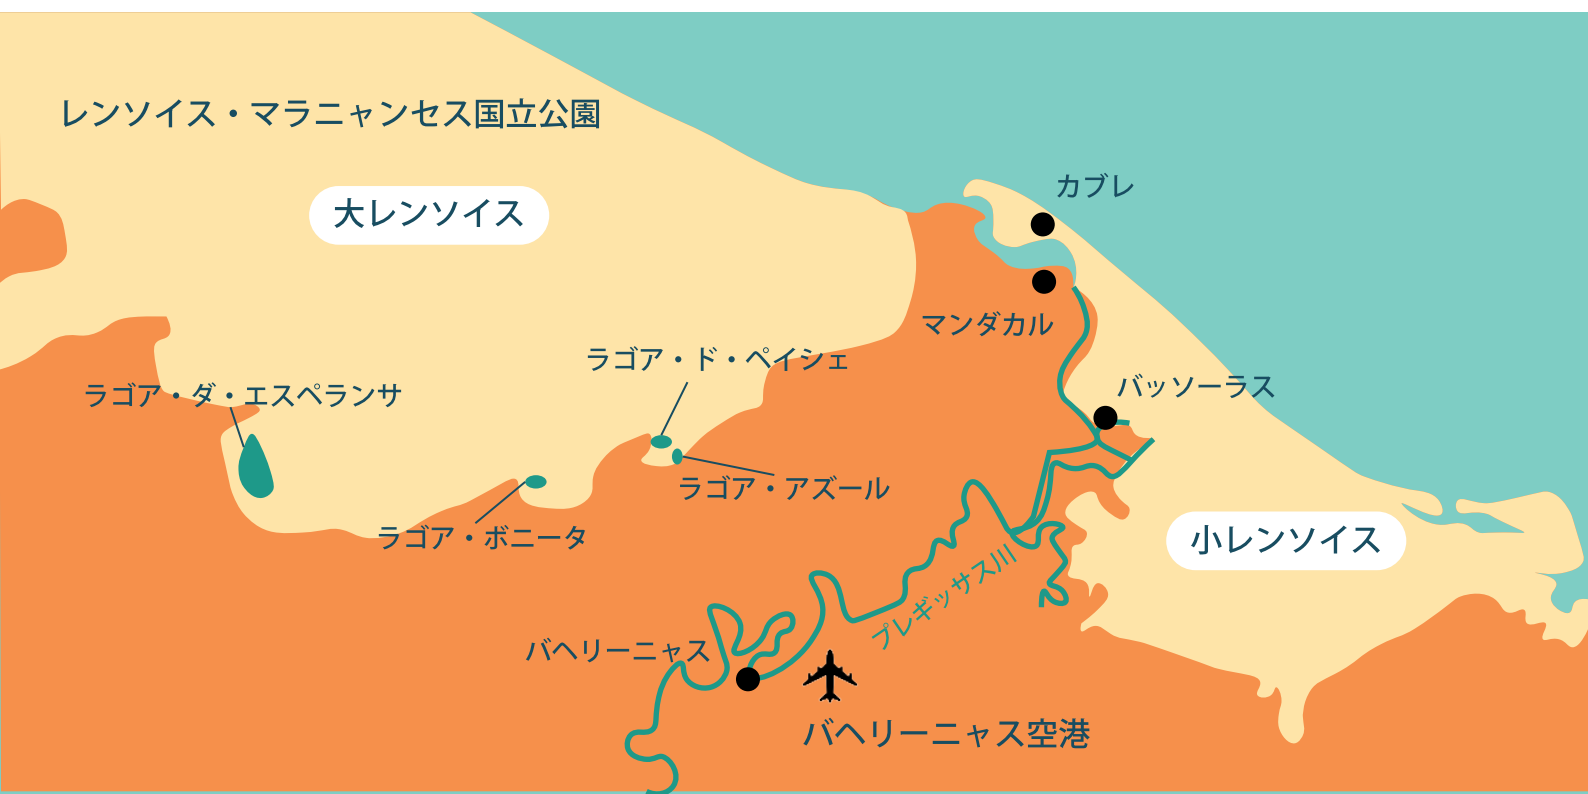 レンソイス・マラニャンセス国立公園
大レンソイス
カブレ
マンダカル
ラゴア・ド・ペイシェ
バッソーラス
ラゴア・ダ・エスペランサ
ラゴア・アズール
ラゴア・ボニータ
小レンソイス
プレギッサス川
バヘリーニャス
バヘリーニャス空港